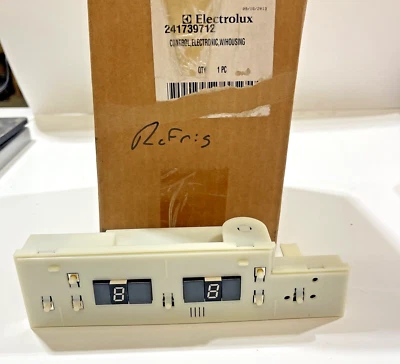 Electrolux
241739712
CONTROL,ELECTRONIC,W/HOUSING
QTY 1 PC
Refrig
8 8